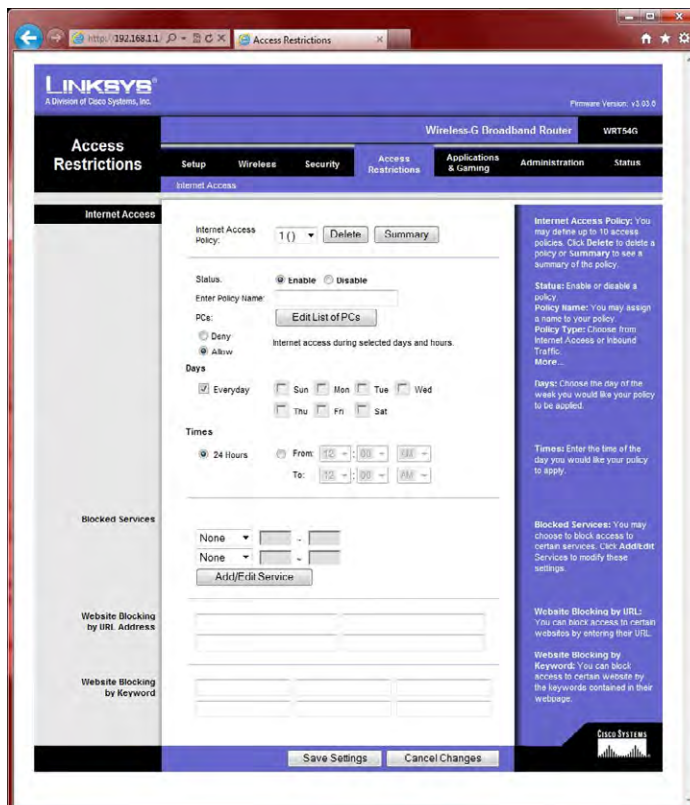 http://192.168.1.1
Access Restrictions
LINKSYS®
A Division of Cisco Systems, Inc.
Firmware Version: v3.03.0
Wireless-G Broadband Router
WRT54G
Access Restrictions
Setup
Wireless
Security
Access Restrictions
Applications & Gaming
Administration
Status
Internet Access
Internet Access
Internet Access Policy:
1 ()
Delete
Summary
Status:
Enable
Disable
Enter Policy Name:
PCs:
Edit List of PCs
Deny
Allow
Internet access during selected days and hours.
Days
Everyday
Sun
Mon
Tue
Wed
Thu
Fri
Sat
Times
24 Hours
From:
12
:
00
AM
To:
12
:
00
AM
Blocked Services
None
-
None
-
Add/Edit Service
Website Blocking
by URL Address
Website Blocking
by Keyword
Internet Access Policy: You
may define up to 10 access
policies. Click Delete to delete a
policy or Summary to see a
summary of the policy.
Status: Enable or disable a
policy.
Policy Name: You may assign
a name to your policy.
Policy Type: Choose from
Internet Access or Inbound
Traffic.
More...
Days: Choose the day of the
week you would like your policy
to be applied.
Times: Enter the time of the
day you would like your policy
to apply.
Blocked Services: You may
choose to block access to
certain services. Click Add/Edit
Services to modify these
settings.
Website Blocking by URL:
You can block access to certain
websites by entering their URL.
Website Blocking by
Keyword: You can block
access to certain website by
the keywords contained in their
webpage.
CISCO SYSTEMS
Save Settings
Cancel Changes